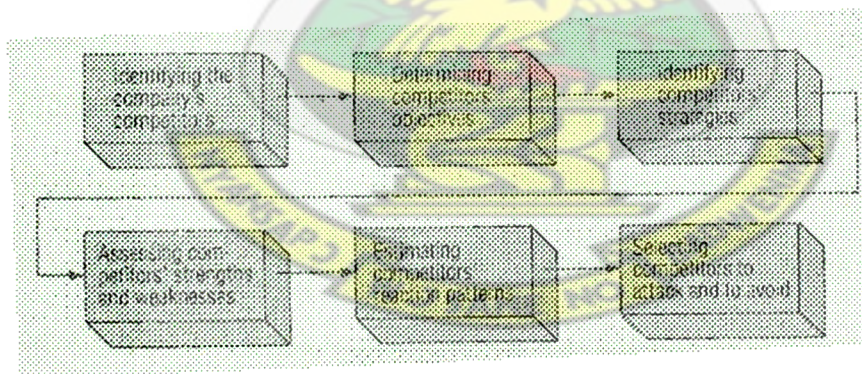 Identifying the
company's
competitors
Determining
competitors'
objectives
Identifying
competitors'
strategies
Assessing com-
petitors' strengths
and weaknesses
Estimating
competitors'
reaction patterns
Selecting
competitors to
attack and to avoid